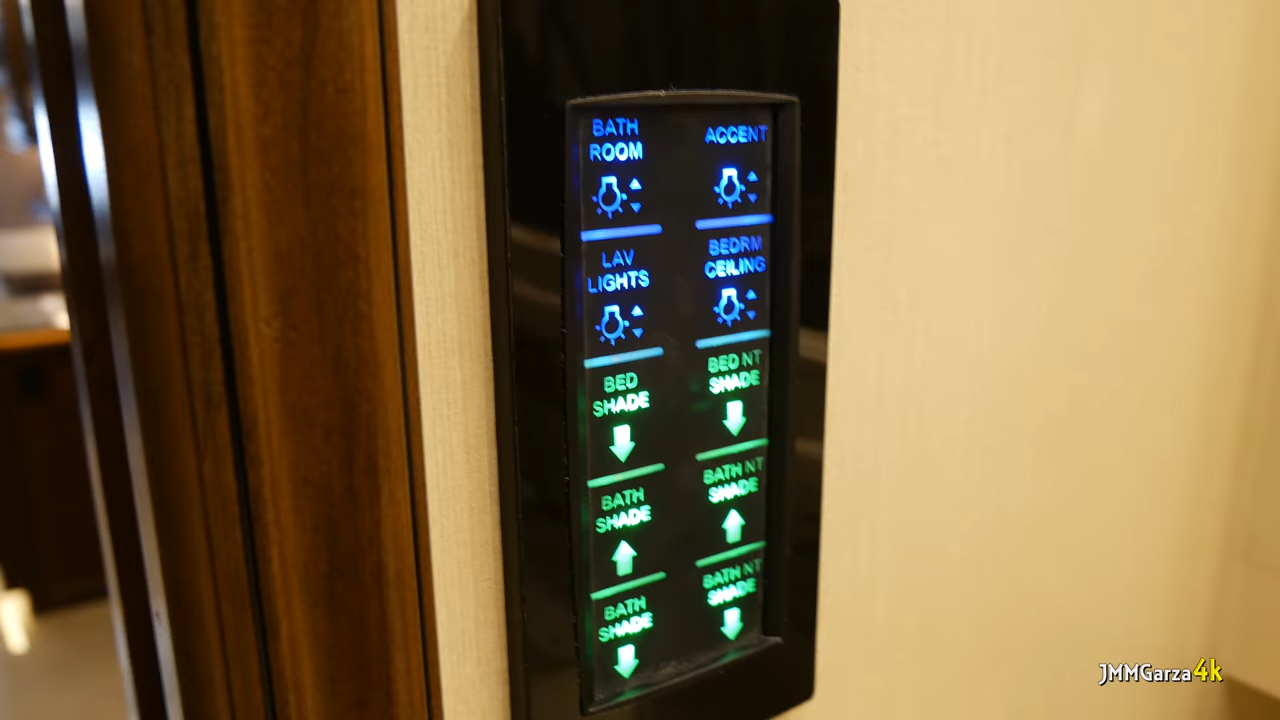 BATH
ROOM
ACCENT
LAV
LIGHTS
BEDRM
CEILING
BED
SHADE
BED NT
SHADE
BATH
SHADE
BATH NT
SHADE
BATH
SHADE
BATH NT
SHADE
JMMGarza4k